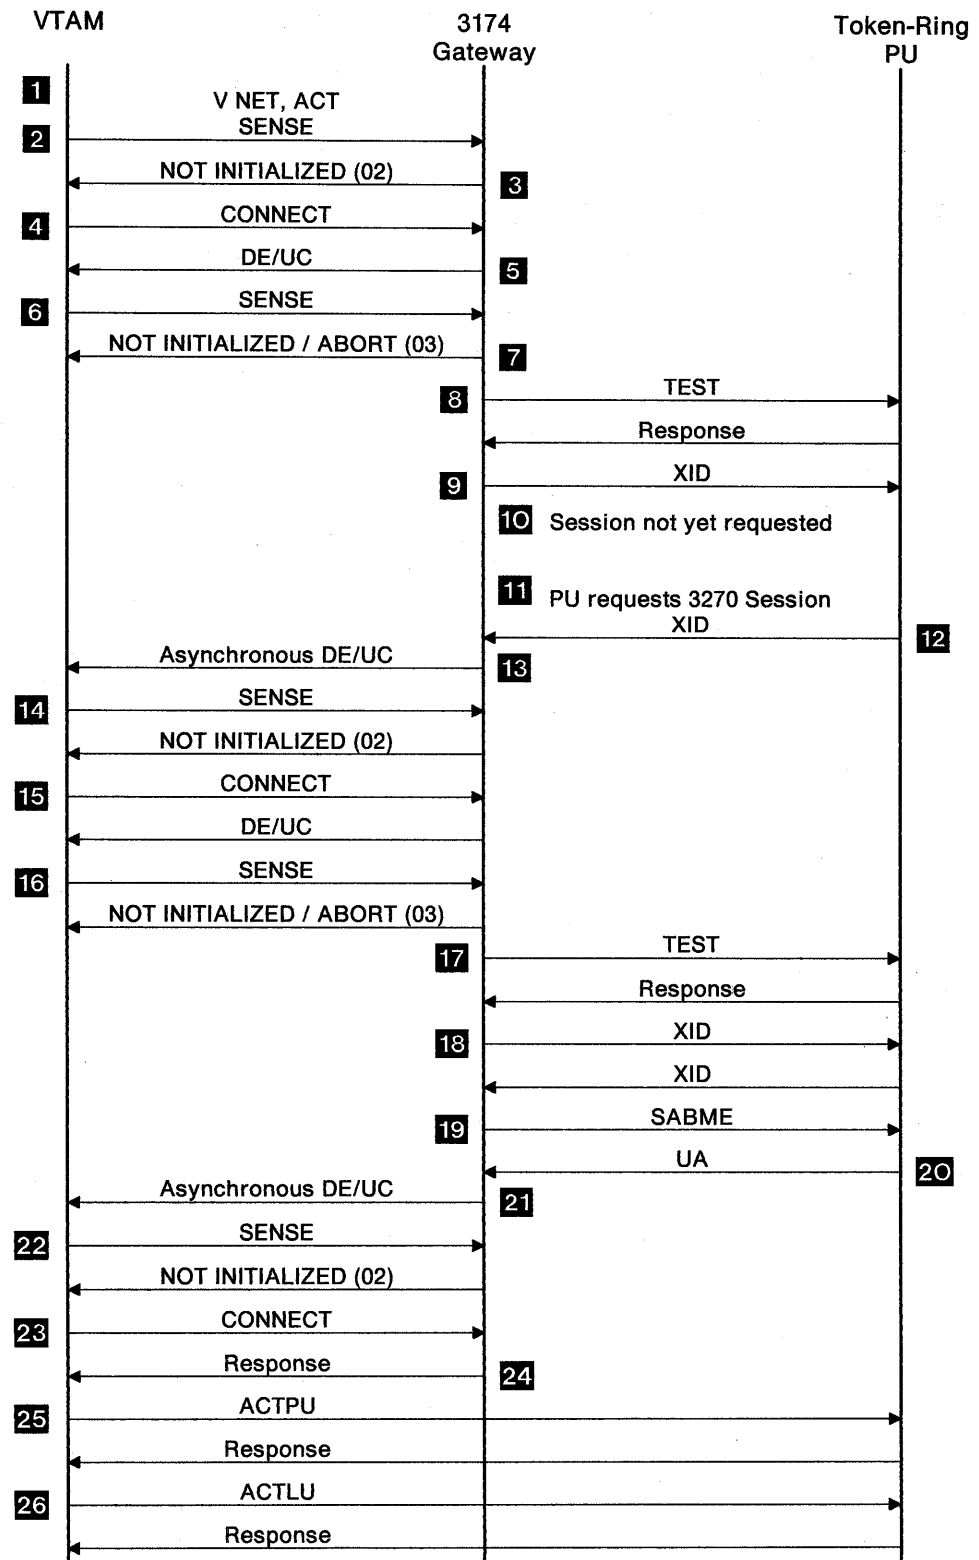 VTAM
3174
Gateway
Token-Ring
PU
1
V NET, ACT
2
SENSE
NOT INITIALIZED (02)
3
4
CONNECT
DE/UC
5
6
SENSE
NOT INITIALIZED / ABORT (03)
7
8
TEST
Response
9
XID
10 Session not yet requested
11 PU requests 3270 Session
XID
12
Asynchronous DE/UC
13
14
SENSE
NOT INITIALIZED (02)
15
CONNECT
DE/UC
16
SENSE
NOT INITIALIZED / ABORT (03)
17
TEST
Response
18
XID
XID
19
SABME
UA
20
Asynchronous DE/UC
21
22
SENSE
NOT INITIALIZED (02)
23
CONNECT
Response
24
25
ACTPU
Response
26
ACTLU
Response